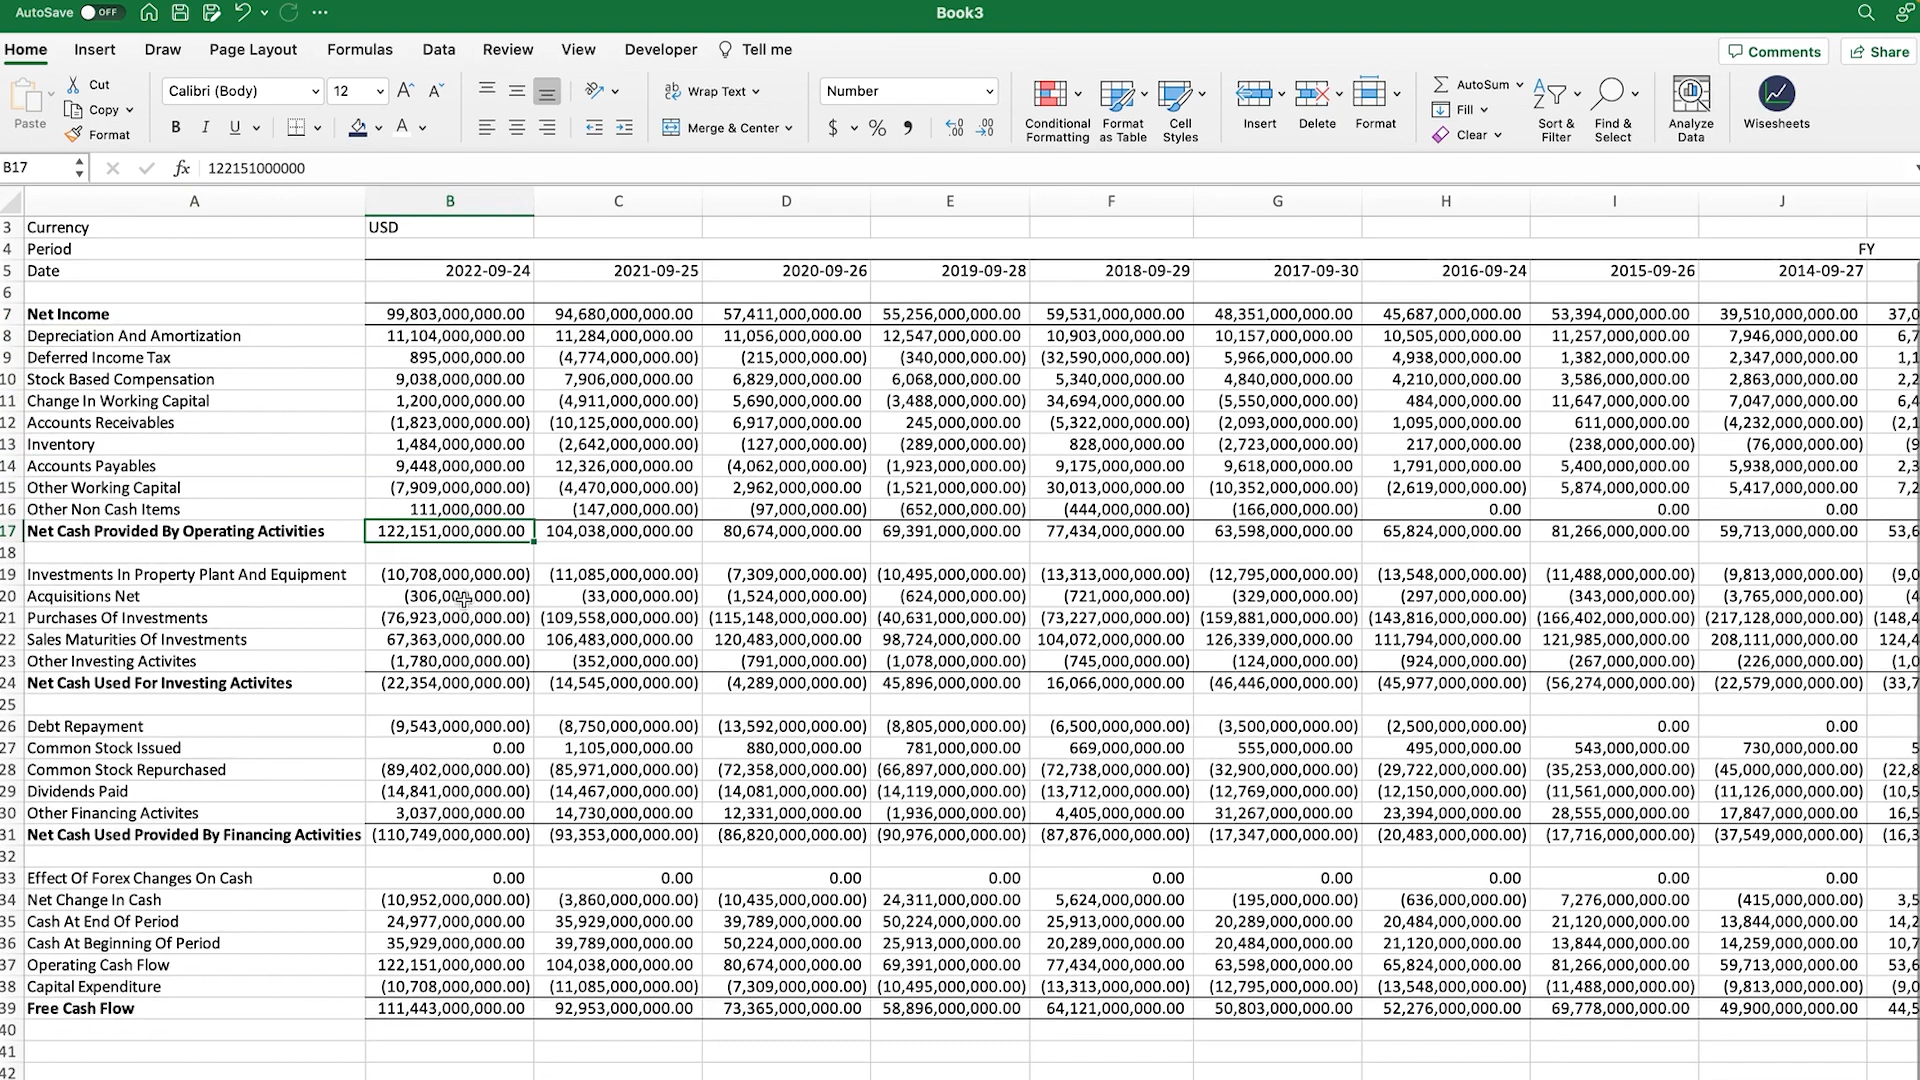 AutoSave OFF Book3
Home Insert Draw Page Layout Formulas Data Review View Developer Tell me Comments Share
Paste Cut Copy Format Calibri (Body) 12 A A B I U A ab c Wrap Text Merge & Center Number $ % Conditional Formatting Format as Table Cell Styles Insert Delete Format AutoSum Fill Clear Sort & Filter Find & Select Analyze Data Wisesheets
B17 fx 122151000000
A B C D E F G H I J
3 Currency USD
4 Period FY
5 Date 2022-09-24 2021-09-25 2020-09-26 2019-09-28 2018-09-29 2017-09-30 2016-09-24 2015-09-26 2014-09-27
6
7 Net Income 99,803,000,000.00 94,680,000,000.00 57,411,000,000.00 55,256,000,000.00 59,531,000,000.00 48,351,000,000.00 45,687,000,000.00 53,394,000,000.00 39,510,000,000.00 37,0
8 Depreciation And Amortization 11,104,000,000.00 11,284,000,000.00 11,056,000,000.00 12,547,000,000.00 10,903,000,000.00 10,157,000,000.00 10,505,000,000.00 11,257,000,000.00 7,946,000,000.00 6,7
9 Deferred Income Tax 895,000,000.00 (4,774,000,000.00) (215,000,000.00) (340,000,000.00) (32,590,000,000.00) 5,966,000,000.00 4,938,000,000.00 1,382,000,000.00 2,347,000,000.00 1,1
10 Stock Based Compensation 9,038,000,000.00 7,906,000,000.00 6,829,000,000.00 6,068,000,000.00 5,340,000,000.00 4,840,000,000.00 4,210,000,000.00 3,586,000,000.00 2,863,000,000.00 2,2
11 Change In Working Capital 1,200,000,000.00 (4,911,000,000.00) 5,690,000,000.00 (3,488,000,000.00) 34,694,000,000.00 (5,550,000,000.00) 484,000,000.00 11,647,000,000.00 7,047,000,000.00 6,4
12 Accounts Receivables (1,823,000,000.00) (10,125,000,000.00) 6,917,000,000.00 245,000,000.00 (5,322,000,000.00) (2,093,000,000.00) 1,095,000,000.00 611,000,000.00 (4,232,000,000.00) (2,1
13 Inventory 1,484,000,000.00 (2,642,000,000.00) (127,000,000.00) (289,000,000.00) 828,000,000.00 (2,723,000,000.00) 217,000,000.00 (238,000,000.00) (76,000,000.00) (9
14 Accounts Payables 9,448,000,000.00 12,326,000,000.00 (4,062,000,000.00) (1,923,000,000.00) 9,175,000,000.00 9,618,000,000.00 1,791,000,000.00 5,400,000,000.00 5,938,000,000.00 2,3
15 Other Working Capital (7,909,000,000.00) (4,470,000,000.00) 2,962,000,000.00 (1,521,000,000.00) 30,013,000,000.00 (10,352,000,000.00) (2,619,000,000.00) 5,874,000,000.00 5,417,000,000.00 7,2
16 Other Non Cash Items 111,000,000.00 (147,000,000.00) (97,000,000.00) (652,000,000.00) (444,000,000.00) (166,000,000.00) 0.00 0.00 0.00
17 Net Cash Provided By Operating Activities 122,151,000,000.00 104,038,000,000.00 80,674,000,000.00 69,391,000,000.00 77,434,000,000.00 63,598,000,000.00 65,824,000,000.00 81,266,000,000.00 59,713,000,000.00 53,6
18
19 Investments In Property Plant And Equipment (10,708,000,000.00) (11,085,000,000.00) (7,309,000,000.00) (10,495,000,000.00) (13,313,000,000.00) (12,795,000,000.00) (13,548,000,000.00) (11,488,000,000.00) (9,813,000,000.00) (9,0
20 Acquisitions Net (306,000,000.00) (33,000,000.00) (1,524,000,000.00) (624,000,000.00) (721,000,000.00) (329,000,000.00) (297,000,000.00) (343,000,000.00) (3,765,000,000.00) (4
21 Purchases Of Investments (76,923,000,000.00) (109,558,000,000.00) (115,148,000,000.00) (40,631,000,000.00) (73,227,000,000.00) (159,881,000,000.00) (143,816,000,000.00) (166,402,000,000.00) (217,128,000,000.00) (148,4
22 Sales Maturities Of Investments 67,363,000,000.00 106,483,000,000.00 120,483,000,000.00 98,724,000,000.00 104,072,000,000.00 126,339,000,000.00 111,794,000,000.00 121,985,000,000.00 208,111,000,000.00 124,4
23 Other Investing Activites (1,780,000,000.00) (352,000,000.00) (791,000,000.00) (1,078,000,000.00) (745,000,000.00) (124,000,000.00) (924,000,000.00) (267,000,000.00) (226,000,000.00) (1,0
24 Net Cash Used For Investing Activites (22,354,000,000.00) (14,545,000,000.00) (4,289,000,000.00) 45,896,000,000.00 16,066,000,000.00 (46,446,000,000.00) (45,977,000,000.00) (56,274,000,000.00) (22,579,000,000.00) (33,7
25
26 Debt Repayment (9,543,000,000.00) (8,750,000,000.00) (13,592,000,000.00) (8,805,000,000.00) (6,500,000,000.00) (3,500,000,000.00) (2,500,000,000.00) 0.00 0.00
27 Common Stock Issued 0.00 1,105,000,000.00 880,000,000.00 781,000,000.00 669,000,000.00 555,000,000.00 495,000,000.00 543,000,000.00 730,000,000.00 5
28 Common Stock Repurchased (89,402,000,000.00) (85,971,000,000.00) (72,358,000,000.00) (66,897,000,000.00) (72,738,000,000.00) (32,900,000,000.00) (29,722,000,000.00) (35,253,000,000.00) (45,000,000,000.00) (22,8
29 Dividends Paid (14,841,000,000.00) (14,467,000,000.00) (14,081,000,000.00) (14,119,000,000.00) (13,712,000,000.00) (12,769,000,000.00) (12,150,000,000.00) (11,561,000,000.00) (11,126,000,000.00) (10,5
30 Other Financing Activites 3,037,000,000.00 14,730,000,000.00 12,331,000,000.00 (1,936,000,000.00) 4,405,000,000.00 31,267,000,000.00 23,394,000,000.00 28,555,000,000.00 17,847,000,000.00 16,5
31 Net Cash Used Provided By Financing Activities (110,749,000,000.00) (93,353,000,000.00) (86,820,000,000.00) (90,976,000,000.00) (87,876,000,000.00) (17,347,000,000.00) (20,483,000,000.00) (17,716,000,000.00) (37,549,000,000.00) (16,3
32
33 Effect Of Forex Changes On Cash 0.00 0.00 0.00 0.00 0.00 0.00 0.00 0.00 0.00
34 Net Change In Cash (10,952,000,000.00) (3,860,000,000.00) (10,435,000,000.00) 24,311,000,000.00 5,624,000,000.00 (195,000,000.00) (636,000,000.00) 7,276,000,000.00 (415,000,000.00) 3,5
35 Cash At End Of Period 24,977,000,000.00 35,929,000,000.00 39,789,000,000.00 50,224,000,000.00 25,913,000,000.00 20,289,000,000.00 20,484,000,000.00 21,120,000,000.00 13,844,000,000.00 14,2
36 Cash At Beginning Of Period 35,929,000,000.00 39,789,000,000.00 50,224,000,000.00 25,913,000,000.00 20,289,000,000.00 20,484,000,000.00 21,120,000,000.00 13,844,000,000.00 14,259,000,000.00 10,7
37 Operating Cash Flow 122,151,000,000.00 104,038,000,000.00 80,674,000,000.00 69,391,000,000.00 77,434,000,000.00 63,598,000,000.00 65,824,000,000.00 81,266,000,000.00 59,713,000,000.00 53,6
38 Capital Expenditure (10,708,000,000.00) (11,085,000,000.00) (7,309,000,000.00) (10,495,000,000.00) (13,313,000,000.00) (12,795,000,000.00) (13,548,000,000.00) (11,488,000,000.00) (9,813,000,000.00) (9,0
39 Free Cash Flow 111,443,000,000.00 92,953,000,000.00 73,365,000,000.00 58,896,000,000.00 64,121,000,000.00 50,803,000,000.00 52,276,000,000.00 69,778,000,000.00 49,900,000,000.00 44,5
40
41
42